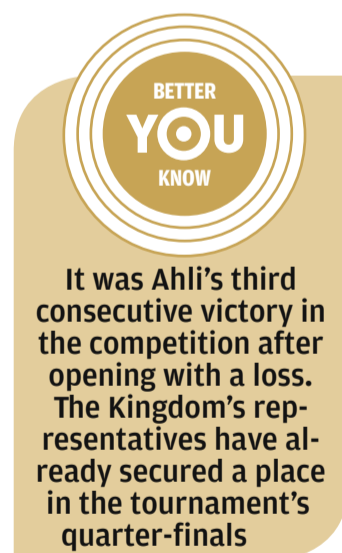 BETTER
YOU
KNOW
It was Ahli's third
consecutive victory in
the competition after
opening with a loss.
The Kingdom's rep-
resentatives have al-
ready secured a place
in the tournament's
quarter-finals